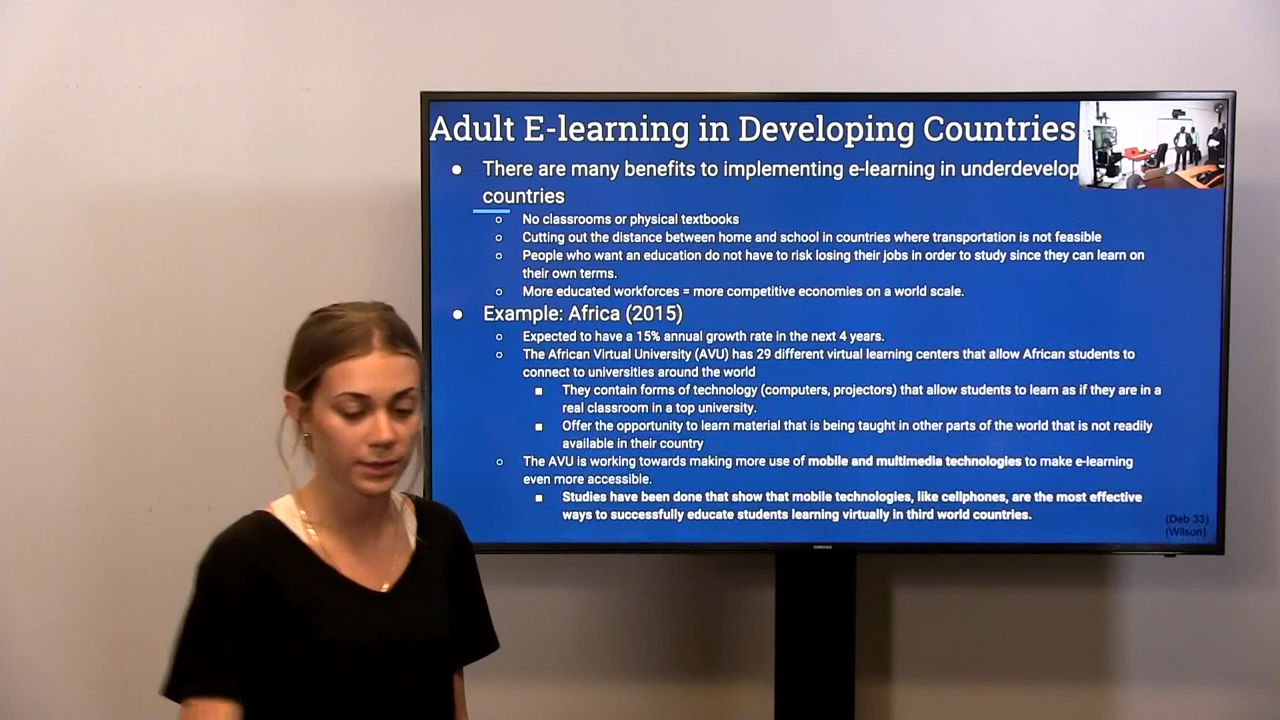 Adult E-learning in Developing Countries
There are many benefits to implementing e-learning in underdevelop
countries
No classrooms or physical textbooks
Cutting out the distance between home and school in countries where transportation is not feasible
People who want an education do not have to risk losing their jobs in order to study since they can learn on
their own terms.
More educated workforces = more competitive economies on a world scale.
Example: Africa (2015)
Expected to have a 15% annual growth rate in the next 4 years.
The African Virtual University (AVU) has 29 different virtual learning centers that allow African students to
connect to universities around the world
They contain forms of technology (computers, projectors) that allow students to learn as if they are in a
real classroom in a top university.
Offer the opportunity to learn material that is being taught in other parts of the world that is not readily
available in their country
The AVU is working towards making more use of mobile and multimedia technologies to make e-learning
even more accessible.
Studies have been done that show that mobile technologies, like cellphones, are the most effective
ways to successfully educate students learning virtually in third world countries.
(Deb 33)
(Wilson)
SAMSUNG